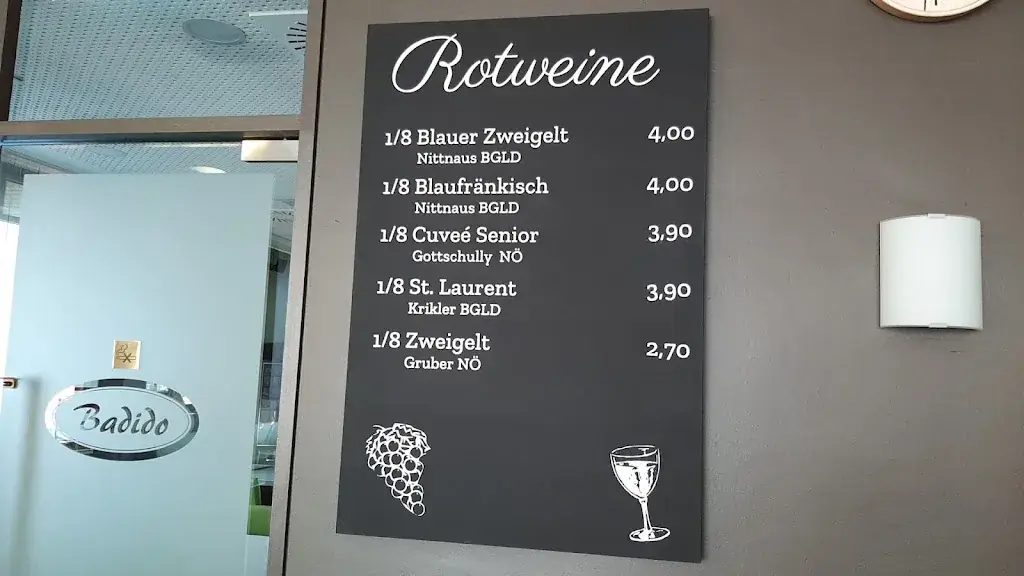 Rotweine
1/8 Blauer Zweigelt 4,00
Nittnaus BGLD
1/8 Blaufränkisch 4,00
Nittnaus BGLD
1/8 Cuveé Senior 3,90
Gottschully NÖ
1/8 St. Laurent 3,90
Krikler BGLD
1/8 Zweigelt 2,70
Gruber NÖ
Badido